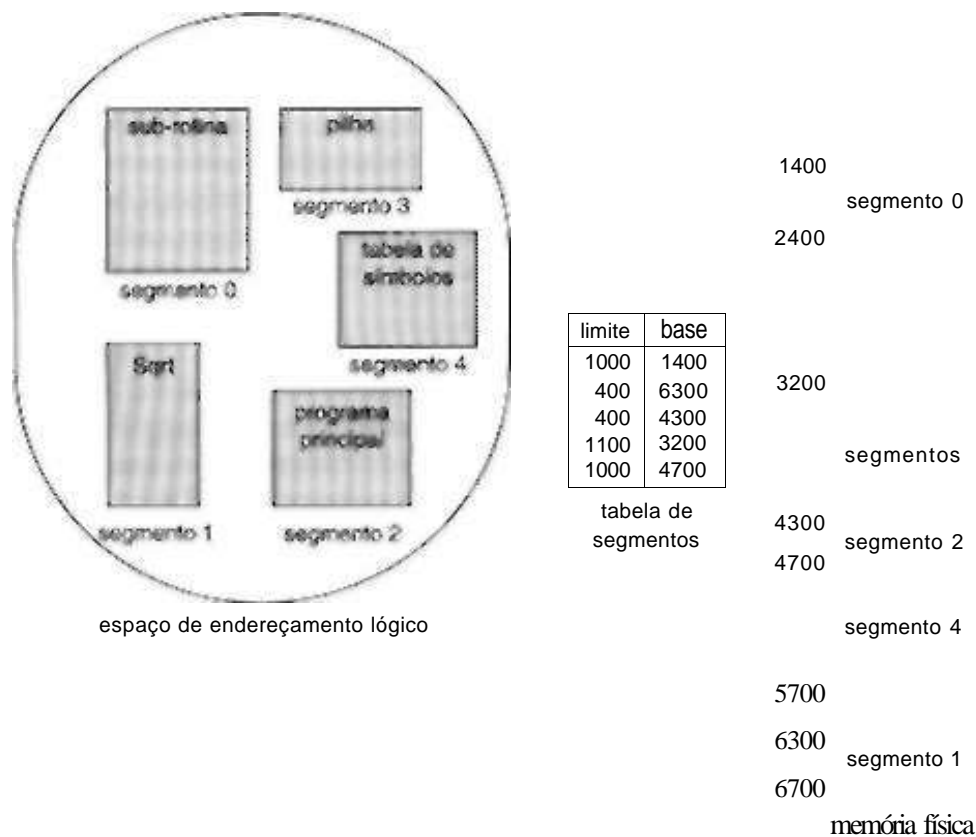 sub-rotina
segmento 0
pilha
segmento 3
tabela de
símbolos
segmento 4
Sqrt
segmento 1
programa
principal
segmento 2
espaço de endereçamento lógico
limite base
1000 1400
400 6300
400 4300
1100 3200
1000 4700
tabela de
segmentos
1400
segmento 0
2400
3200
segmentos
4300
segmento 2
4700
segmento 4
5700
6300
segmento 1
6700
memória física